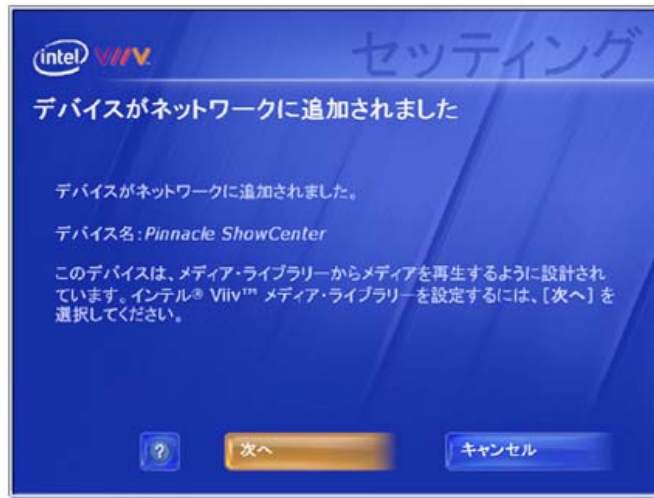 intel VIIV
セッティング
デバイスがネットワークに追加されました
デバイスがネットワークに追加されました。
デバイス名:Pinnacle ShowCenter
このデバイスは、メディア・ライブラリーからメディアを再生するように設計され
ています。インテル® Viiv™ メディア・ライブラリーを設定するには、[次へ] を
選択してください。
?
次へ
キャンセル